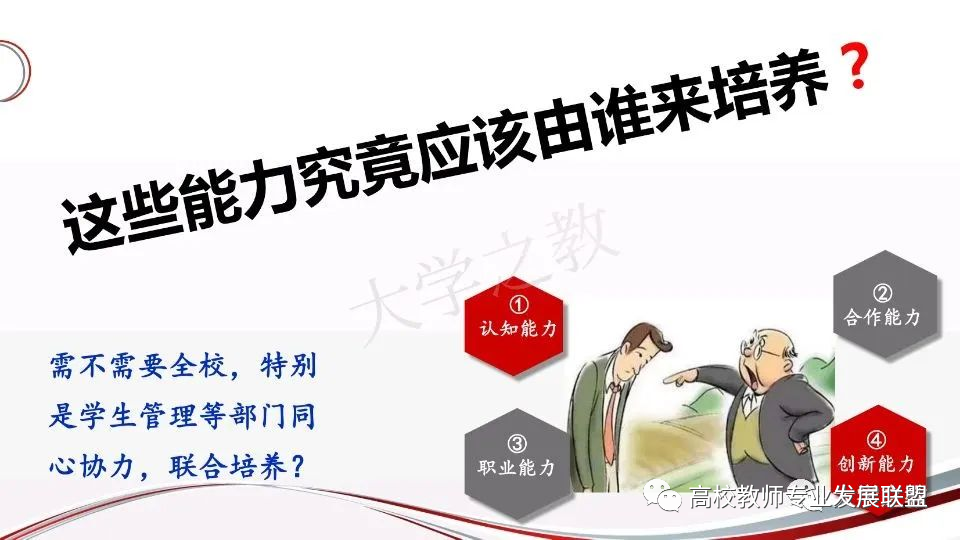 这些能力究竟应该由谁来培养？
大学之教
①
认知能力
②
合作能力
需不需要全校，特别
是学生管理等部门同
心协力，联合培养？
③
职业能力
④
创新能力
高校教师专业发展联盟